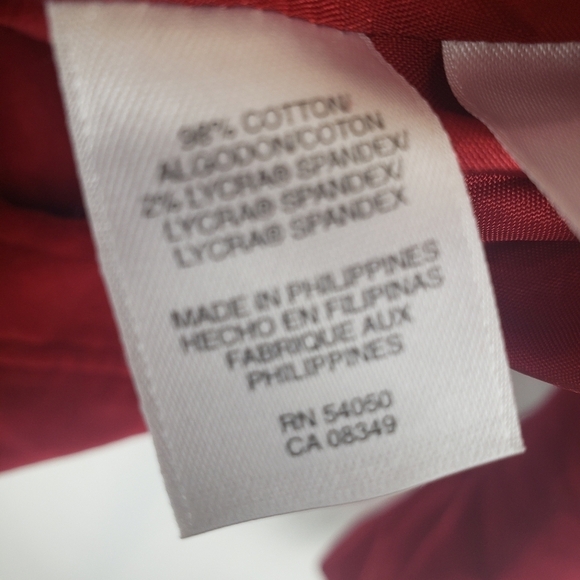 98% COTTON/
ALGODON/COTON
2% LYCRA® SPANDEX/
LYCRA® SPANDEX/
LYCRA® SPANDEX
MADE IN PHILIPPINES
HECHO EN FILIPINAS
FABRIQUE AUX
PHILIPPINES
RN 54050
CA 08349